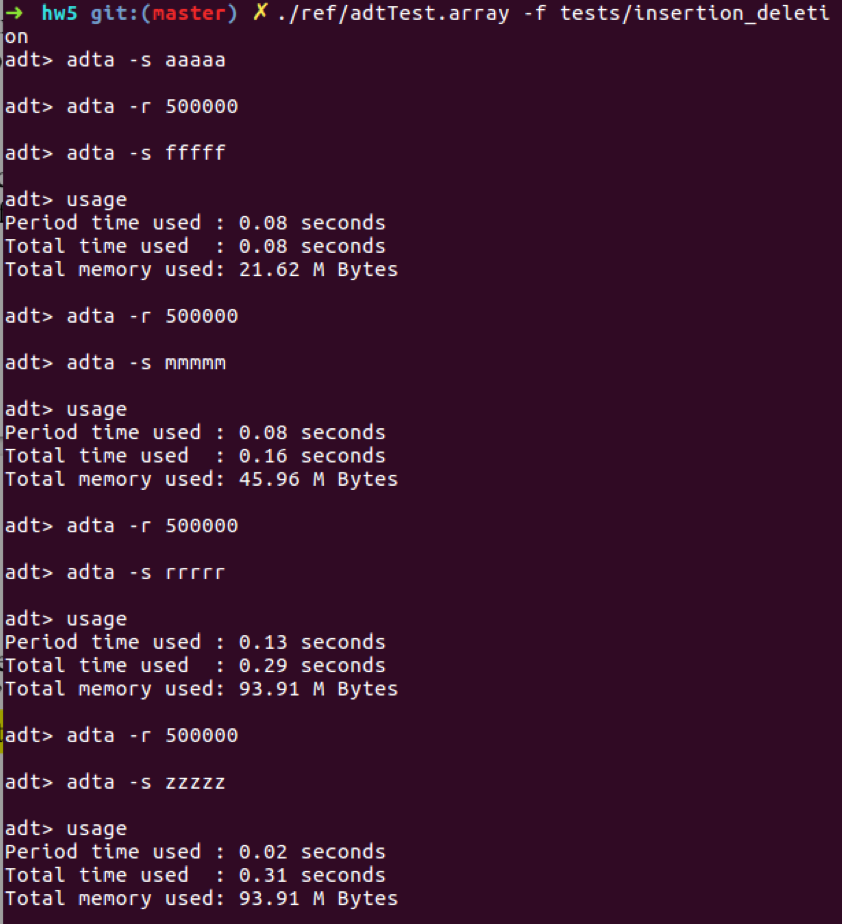 → hw5 git:(master) ✗ ./ref/adtTest.array -f tests/insertion_deleti
on
adt> adta -s aaaaa
adt> adta -r 500000
adt> adta -s fffff
adt> usage
Period time used : 0.08 seconds
Total time used  : 0.08 seconds
Total memory used: 21.62 M Bytes
adt> adta -r 500000
adt> adta -s mmmmm
adt> usage
Period time used : 0.08 seconds
Total time used  : 0.16 seconds
Total memory used: 45.96 M Bytes
adt> adta -r 500000
adt> adta -s rrrrr
adt> usage
Period time used : 0.13 seconds
Total time used  : 0.29 seconds
Total memory used: 93.91 M Bytes
adt> adta -r 500000
adt> adta -s zzzzz
adt> usage
Period time used : 0.02 seconds
Total time used  : 0.31 seconds
Total memory used: 93.91 M Bytes